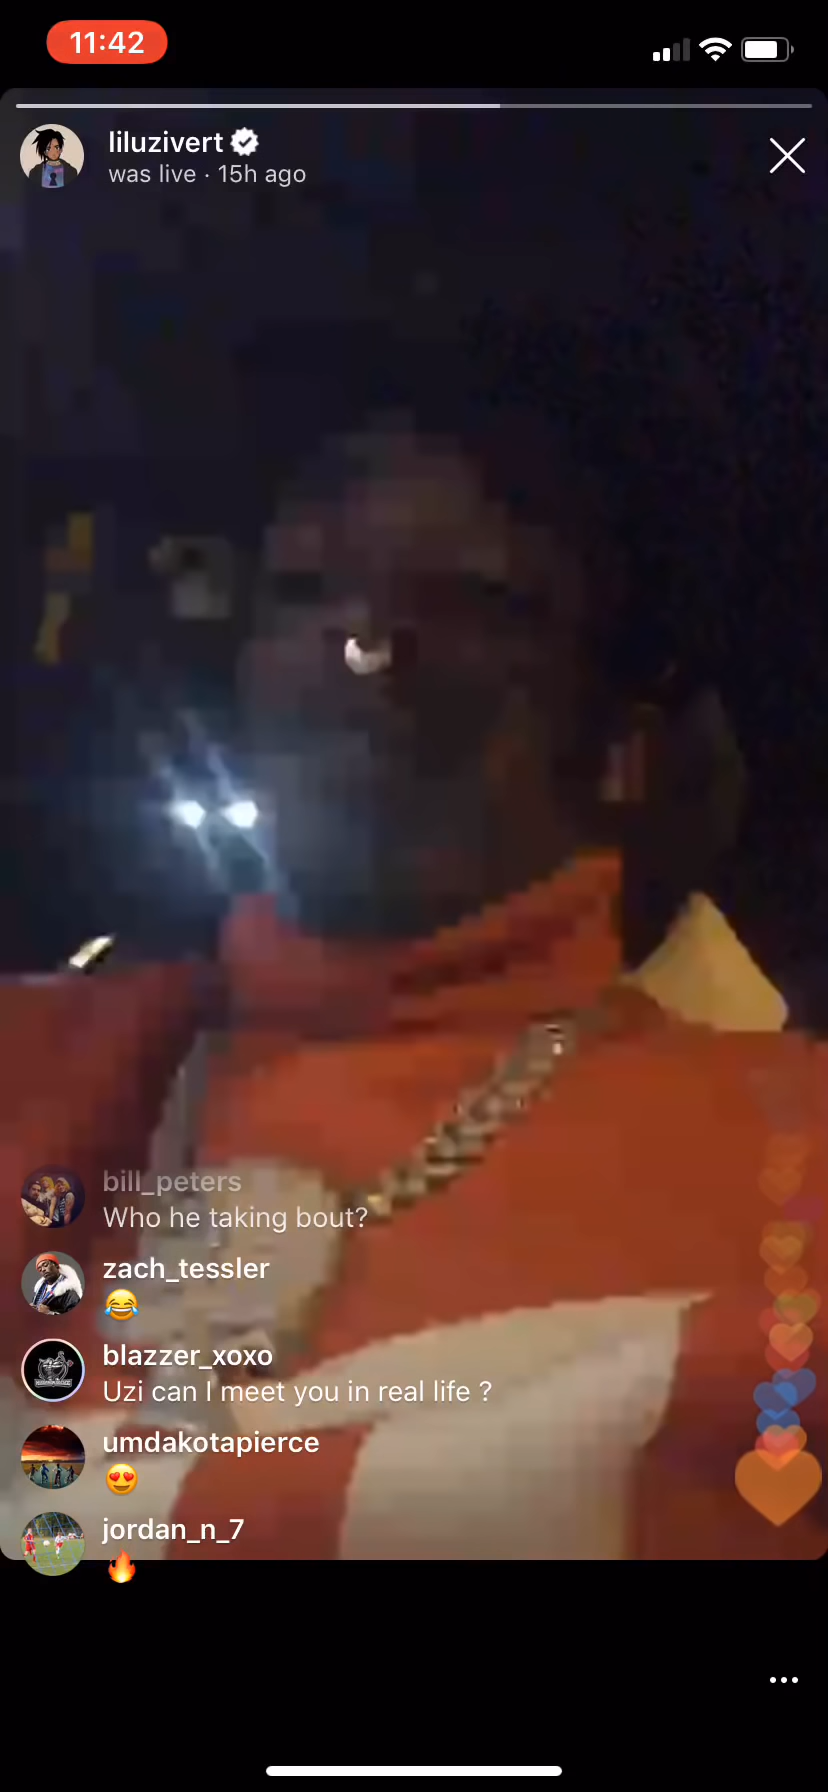 11:42
liluzivert
was live · 15h ago
bill_peters
Who he taking bout?
zach_tessler
😂
blazzer_xoxo
Uzi can I meet you in real life ?
umdakotapierce
😍
jordan_n_7
🔥